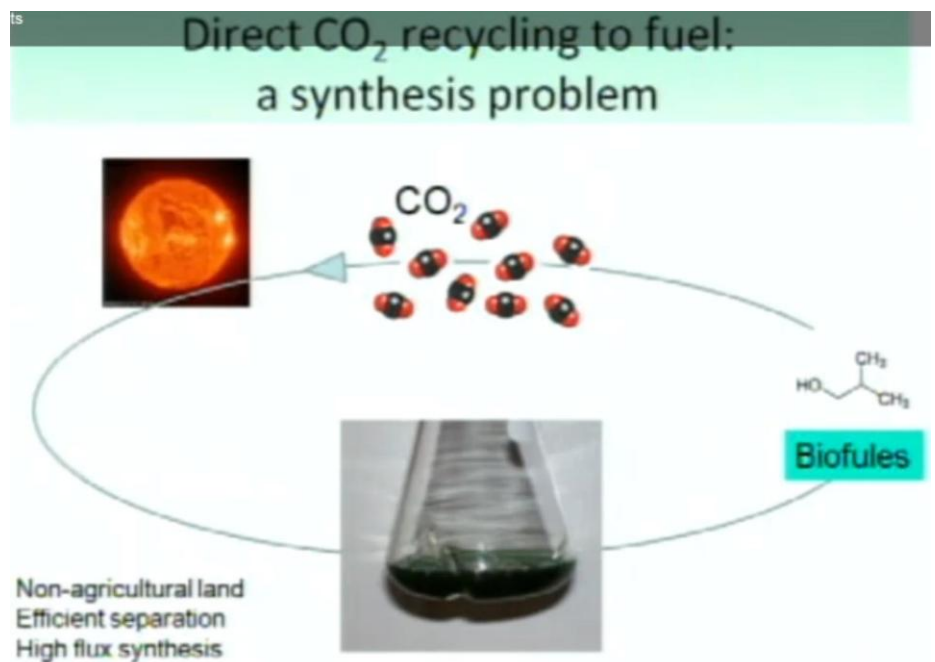 ts
Direct CO₂ recycling to fuel:
a synthesis problem
CO₂
CH₃
HO
CH₃
Biofules
Non-agricultural land
Efficient separation
High flux synthesis